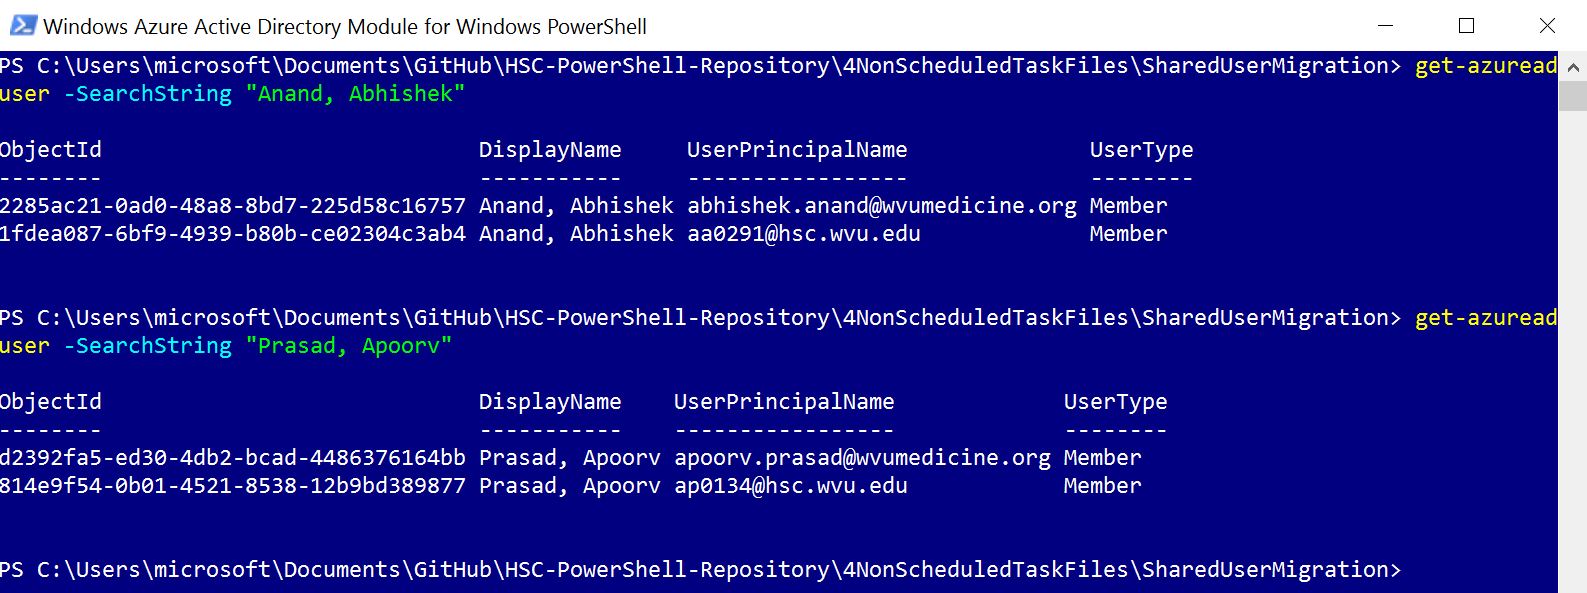 Windows Azure Active Directory Module for Windows PowerShell
PS C:\Users\microsoft\Documents\GitHub\HSC-PowerShell-Repository\4NonScheduledTaskFiles\SharedUserMigration> get-azuread
user -SearchString "Anand, Abhishek"
ObjectId DisplayName UserPrincipalName UserType
-------- ----------- ----------------- --------
2285ac21-0ad0-48a8-8bd7-225d58c16757 Anand, Abhishek abhishek.anand@wvumedicine.org Member
1fdea087-6bf9-4939-b80b-ce02304c3ab4 Anand, Abhishek aa0291@hsc.wvu.edu Member
PS C:\Users\microsoft\Documents\GitHub\HSC-PowerShell-Repository\4NonScheduledTaskFiles\SharedUserMigration> get-azuread
user -SearchString "Prasad, Apoorv"
ObjectId DisplayName UserPrincipalName UserType
-------- ----------- ----------------- --------
d2392fa5-ed30-4db2-bcad-4486376164bb Prasad, Apoorv apoorv.prasad@wvumedicine.org Member
814e9f54-0b01-4521-8538-12b9bd389877 Prasad, Apoorv ap0134@hsc.wvu.edu Member
PS C:\Users\microsoft\Documents\GitHub\HSC-PowerShell-Repository\4NonScheduledTaskFiles\SharedUserMigration>